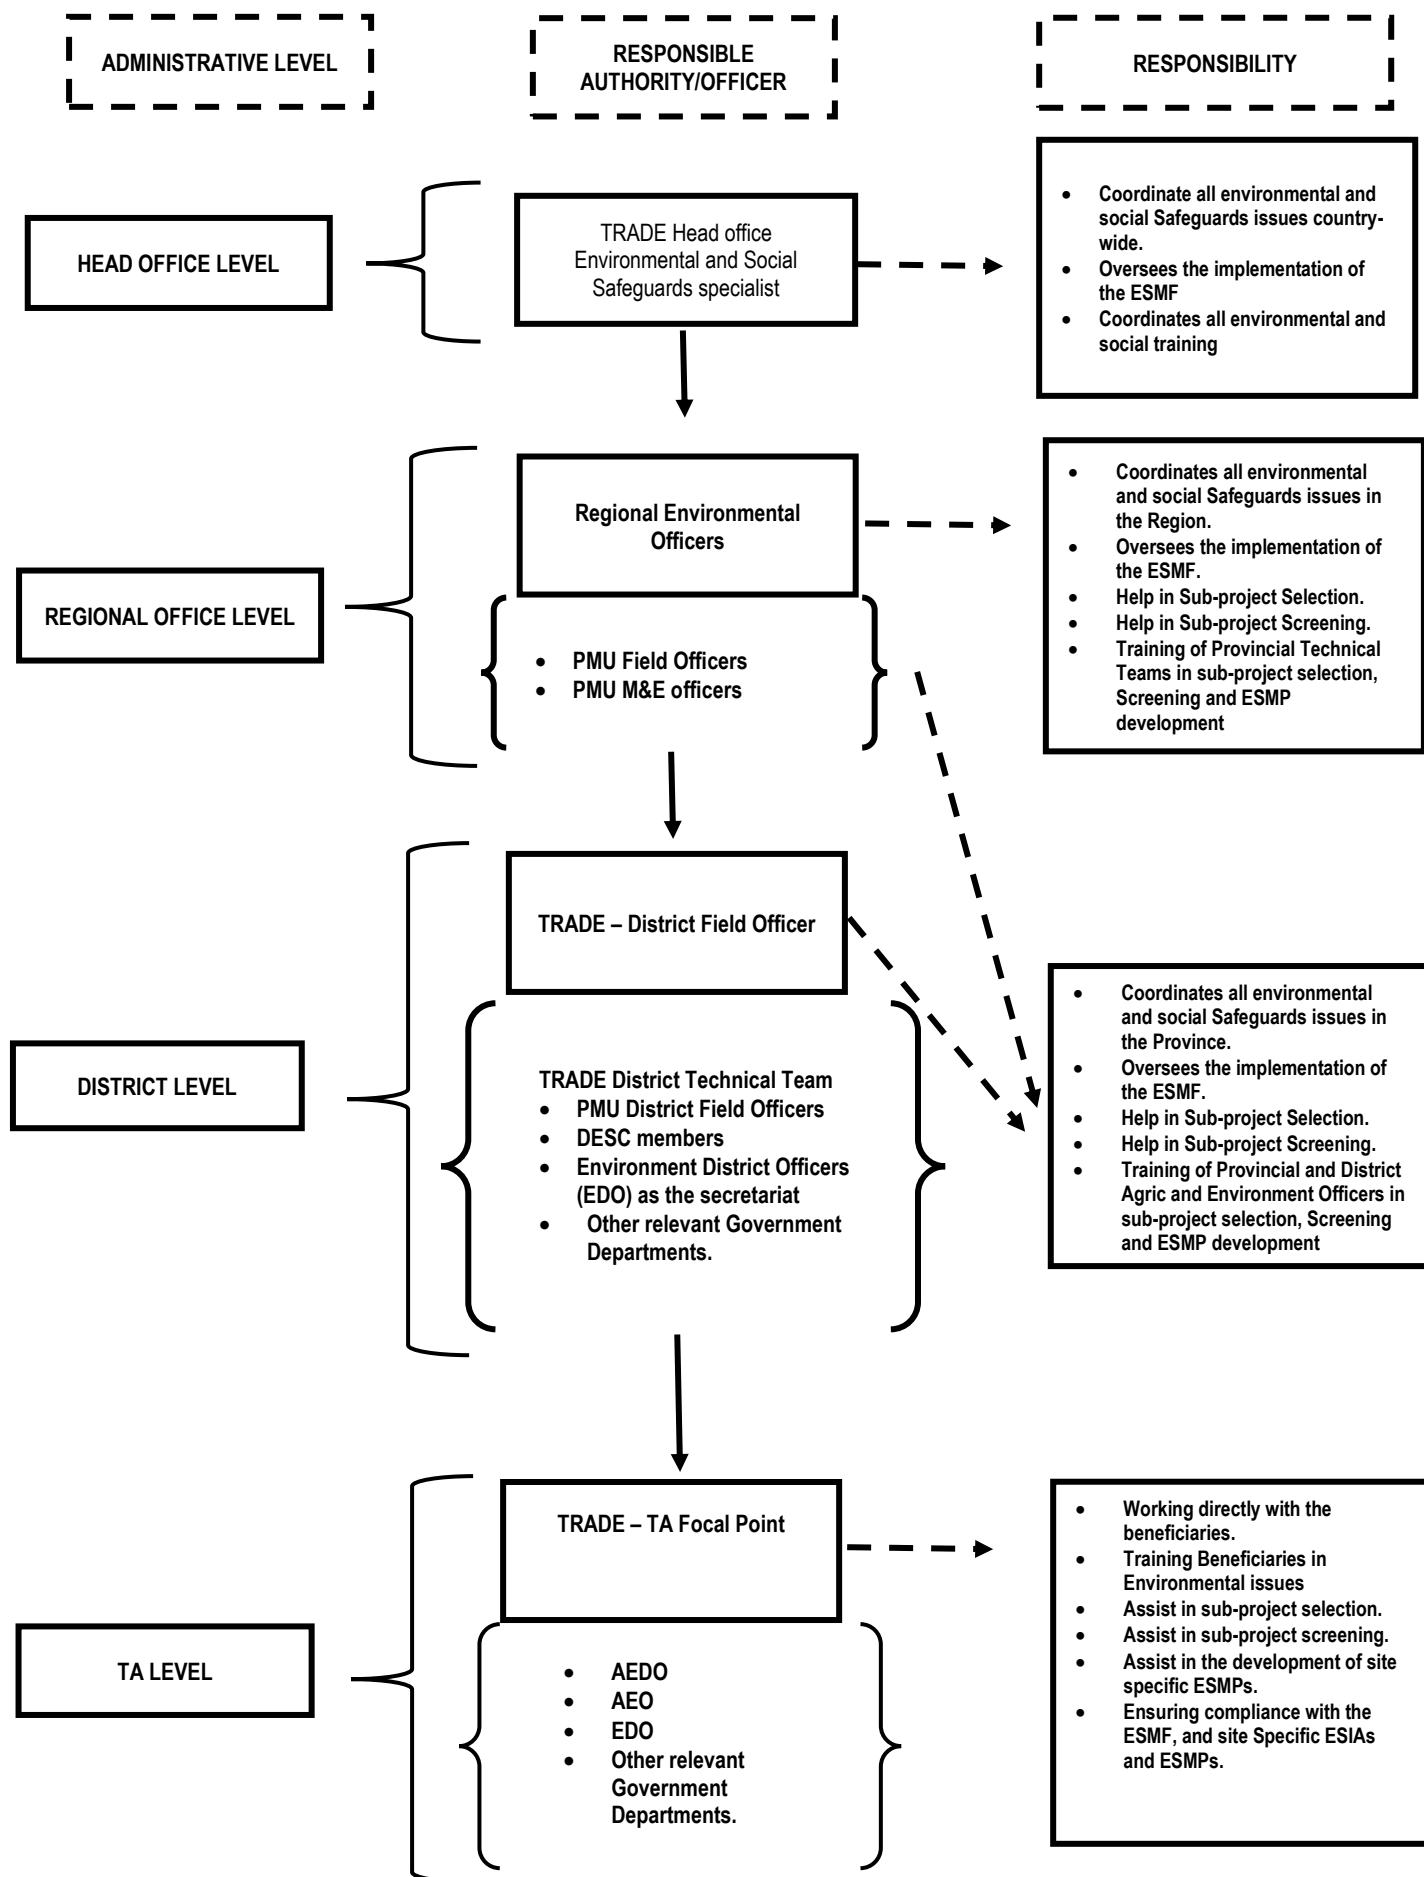 ADMINISTRATIVE LEVEL
RESPONSIBLE
AUTHORITY/OFFICER
RESPONSIBILITY
HEAD OFFICE LEVEL
TRADE Head office
Environmental and Social
Safeguards specialist
• Coordinate all environmental and
social Safeguards issues country-
wide.
• Oversees the implementation of
the ESMF
• Coordinates all environmental and
social training
REGIONAL OFFICE LEVEL
Regional Environmental
Officers
• PMU Field Officers
• PMU M&E officers
• Coordinates all environmental
and social Safeguards issues in
the Region.
• Oversees the implementation of
the ESMF.
• Help in Sub-project Selection.
• Help in Sub-project Screening.
• Training of Provincial Technical
Teams in sub-project selection,
Screening and ESMP
development
DISTRICT LEVEL
TRADE – District Field Officer
TRADE District Technical Team
• PMU District Field Officers
• DESC members
• Environment District Officers
(EDO) as the secretariat
• Other relevant Government
Departments.
• Coordinates all environmental
and social Safeguards issues in
the Province.
• Oversees the implementation of
the ESMF.
• Help in Sub-project Selection.
• Help in Sub-project Screening.
• Training of Provincial and District
Agric and Environment Officers in
sub-project selection, Screening
and ESMP development
TA LEVEL
TRADE – TA Focal Point
• AEDO
• AEO
• EDO
• Other relevant
Government
Departments.
• Working directly with the
beneficiaries.
• Training Beneficiaries in
Environmental issues
• Assist in sub-project selection.
• Assist in sub-project screening.
• Assist in the development of site
specific ESMPs.
• Ensuring compliance with the
ESMF, and site Specific ESIAs
and ESMPs.